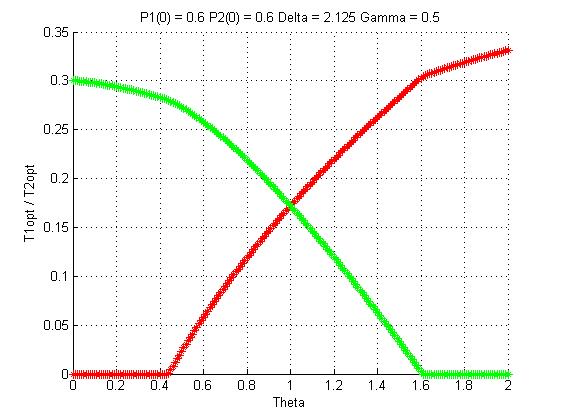 P1(0) = 0.6 P2(0) = 0.6 Delta = 2.125 Gamma = 0.5
0.35
0.3
0.25
0.2
0.15
0.1
0.05
0
T1opt / T2opt
0 0.2 0.4 0.6 0.8 1 1.2 1.4 1.6 1.8 2
Theta